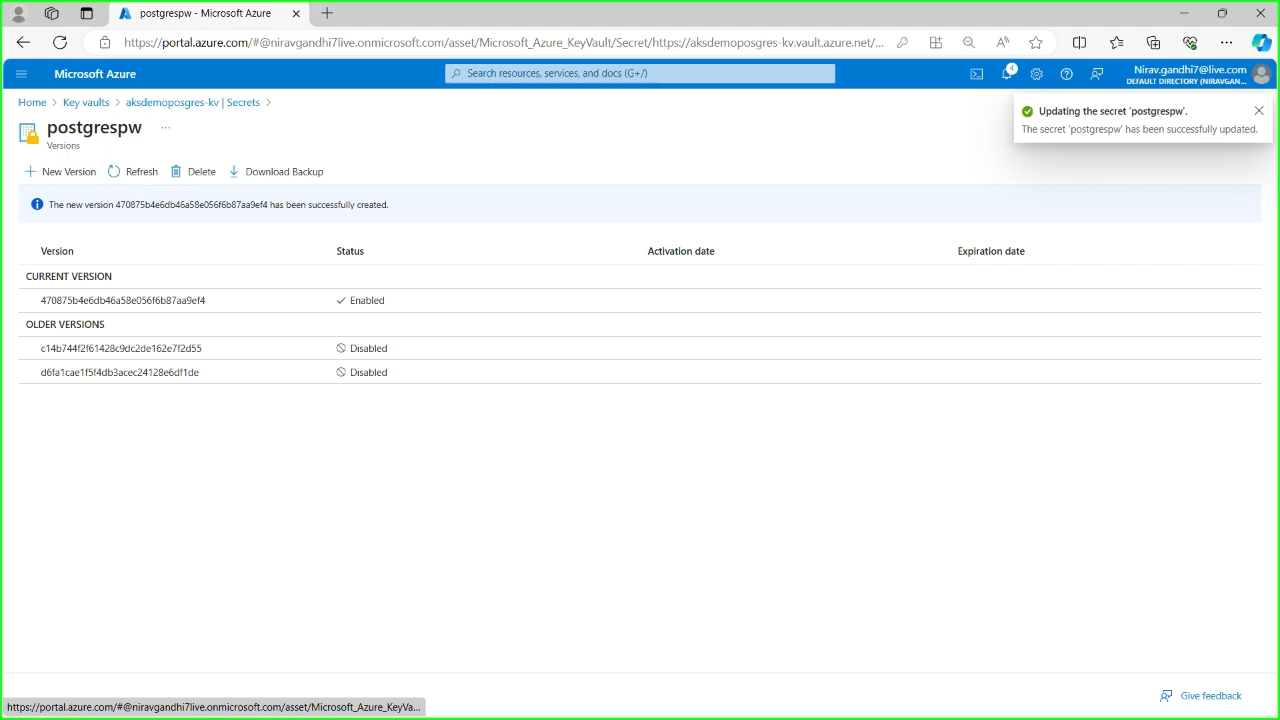 postgrespw - Microsoft Azure
https://portal.azure.com/#@niravgandhi7live.onmicrosoft.com/asset/Microsoft_Azure_KeyVault/Secret/https://aksdemoposgres-kv.vault.azure.net/...
Microsoft Azure
Search resources, services, and docs (G+/)
4
Nirav.gandhi7@live.com
DEFAULT DIRECTORY (NIRAVGAN...
Home > Key vaults > aksdemoposgres-kv | Secrets >
Updating the secret 'postgrespw'.
The secret 'postgrespw' has been successfully updated.
postgrespw ...
Versions
New Version Refresh Delete Download Backup
The new version 470875b4e6db46a58e056f6b87aa9ef4 has been successfully created.
Version Status Activation date Expiration date
CURRENT VERSION
470875b4e6db46a58e056f6b87aa9ef4 Enabled
OLDER VERSIONS
c14b744f2f61428c9dc2de162e7f2d55 Disabled
d6fa1cae1f5f4db3acec24128e6df1de Disabled
Give feedback
https://portal.azure.com/#@niravgandhi7live.onmicrosoft.com/asset/Microsoft_Azure_KeyVa...